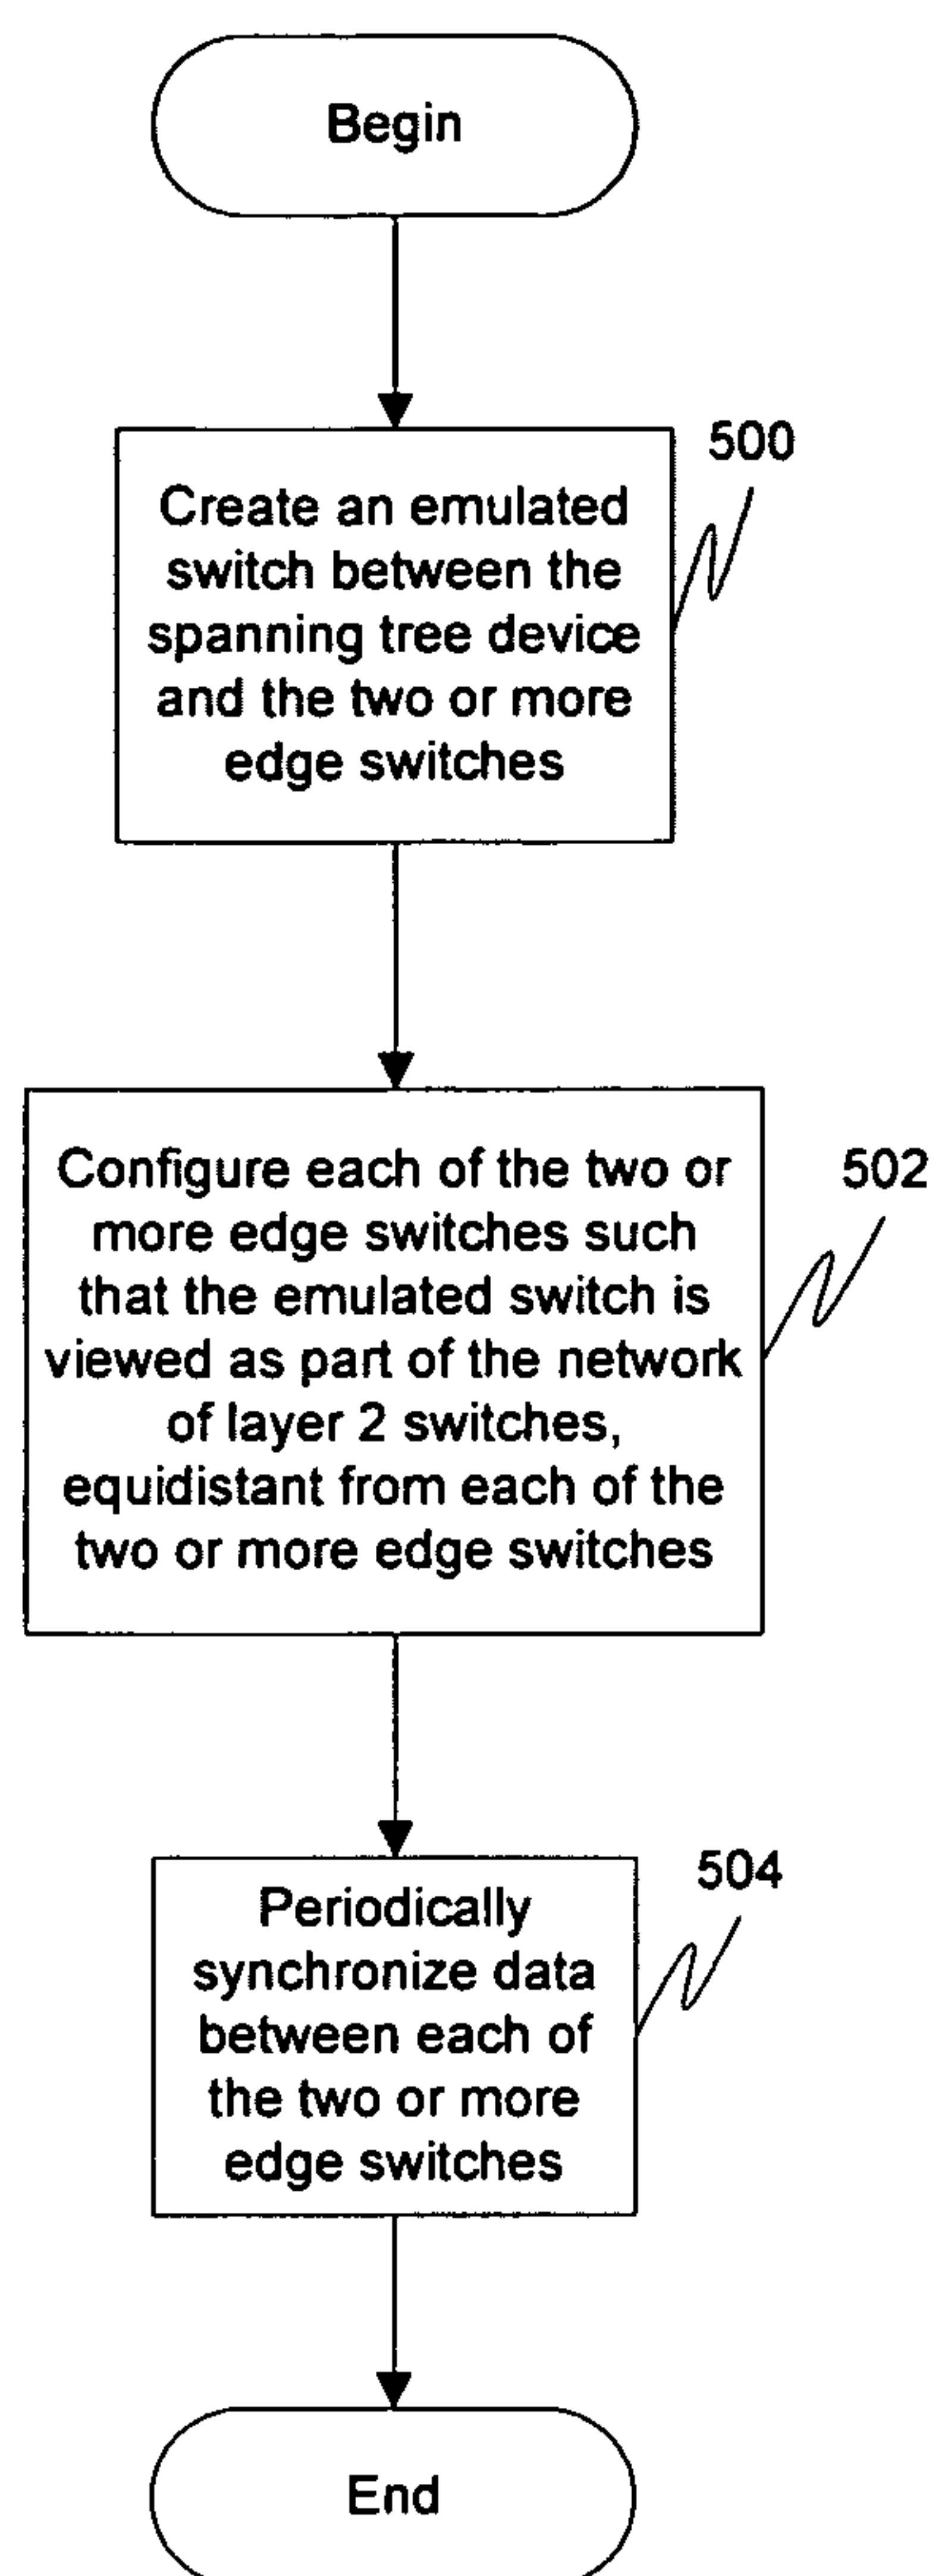 Begin
500
Create an emulated
switch between the
spanning tree device
and the two or more
edge switches
502
Configure each of the two or
more edge switches such
that the emulated switch is
viewed as part of the network
of layer 2 switches,
equidistant from each of the
two or more edge switches
504
Periodically
synchronize data
between each of
the two or more
edge switches
End